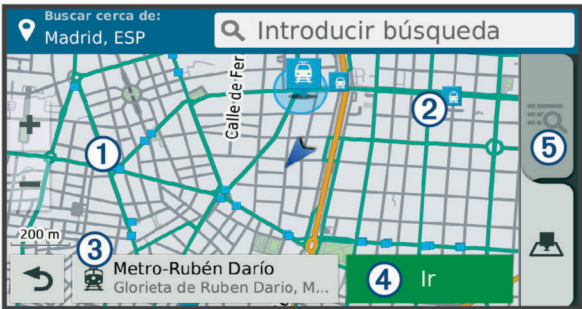 Buscar cerca de:
Madrid, ESP
Introducir búsqueda
Calle de Fer
2
1
5
200 m
3
Metro-Rubén Darío
Glorieta de Ruben Dario, M...
4
Ir